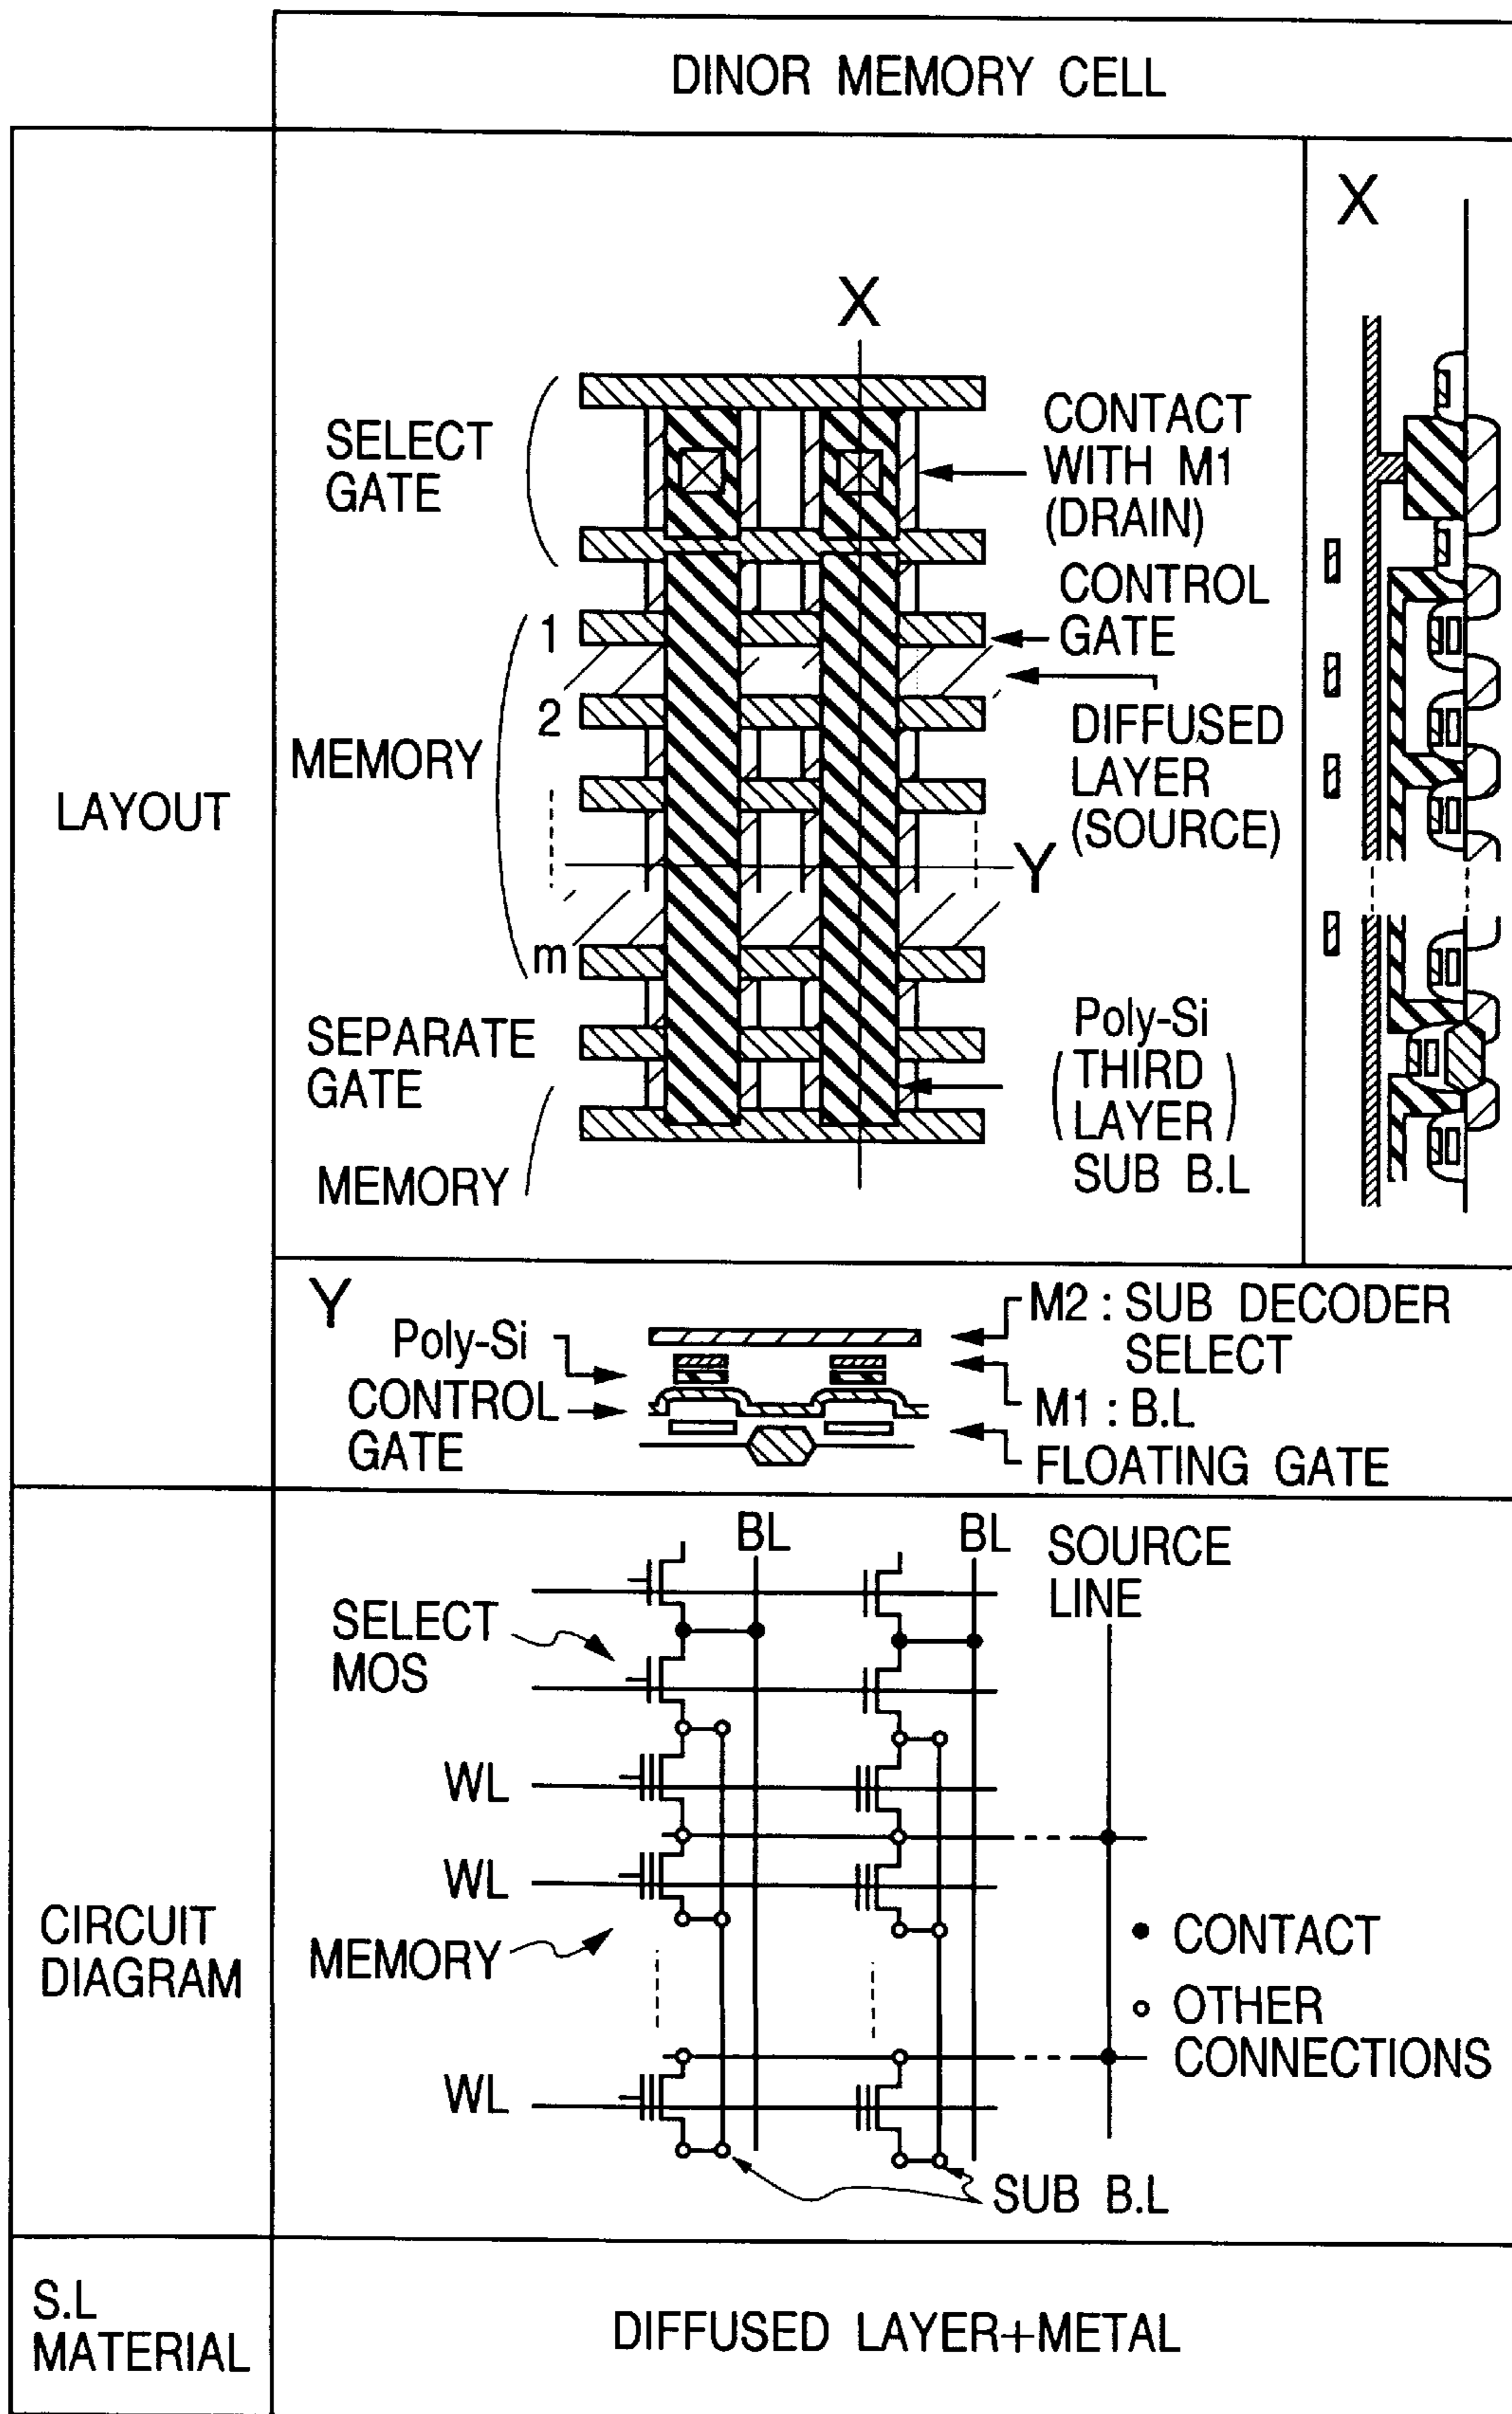 DINOR MEMORY CELL
LAYOUT
X
X
SELECT
GATE
CONTACT
WITH M1
(DRAIN)
CONTROL
GATE
1
2
MEMORY
DIFFUSED
LAYER
(SOURCE)
Y
m
SEPARATE
GATE
Poly-Si
(THIRD
LAYER)
SUB B.L
MEMORY
Y
Poly-Si
CONTROL
GATE
M2 : SUB DECODER
SELECT
M1 : B.L
FLOATING GATE
CIRCUIT
DIAGRAM
BL
BL
SOURCE
LINE
SELECT
MOS
WL
WL
MEMORY
CONTACT
OTHER
CONNECTIONS
WL
SUB B.L
S.L
MATERIAL
DIFFUSED LAYER+METAL